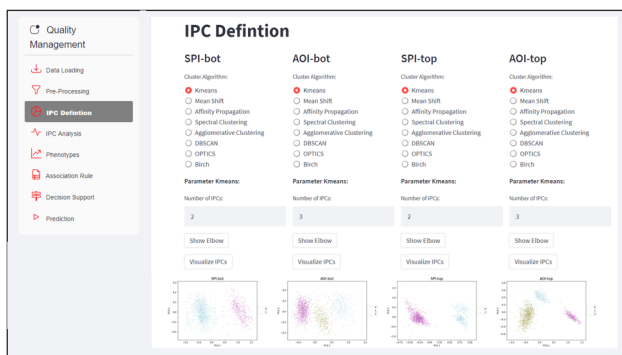 Quality
Management
Data Loading
Pre-Processing
IPC Defintion
IPC Analysis
Phenotypes
Association Rule
Decision Support
Prediction
IPC Defintion
SPI-bot
Cluster Algorithm:
Kmeans
Mean Shift
Affinity Propagation
Spectral Clustering
Agglomerative Clustering
DBSCAN
OPTICS
Birch
Parameter Kmeans:
Number of IPCs:
2
Show Elbow
Visualize IPCs
SPI-bot
AOI-bot
Cluster Algorithm:
Kmeans
Mean Shift
Affinity Propagation
Spectral Clustering
Agglomerative Clustering
DBSCAN
OPTICS
Birch
Parameter Kmeans:
Number of IPCs:
3
Show Elbow
Visualize IPCs
AOI-bot
SPI-top
Cluster Algorithm:
Kmeans
Mean Shift
Affinity Propagation
Spectral Clustering
Agglomerative Clustering
DBSCAN
OPTICS
Birch
Parameter Kmeans:
Number of IPCs:
2
Show Elbow
Visualize IPCs
SPI-top
AOI-top
Cluster Algorithm:
Kmeans
Mean Shift
Affinity Propagation
Spectral Clustering
Agglomerative Clustering
DBSCAN
OPTICS
Birch
Parameter Kmeans:
Number of IPCs:
3
Show Elbow
Visualize IPCs
AOI-top